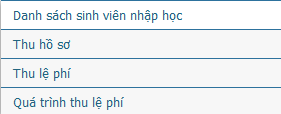 Danh sách sinh viên nhập học
Thu hồ sơ
Thu lệ phí
Quá trình thu lệ phí